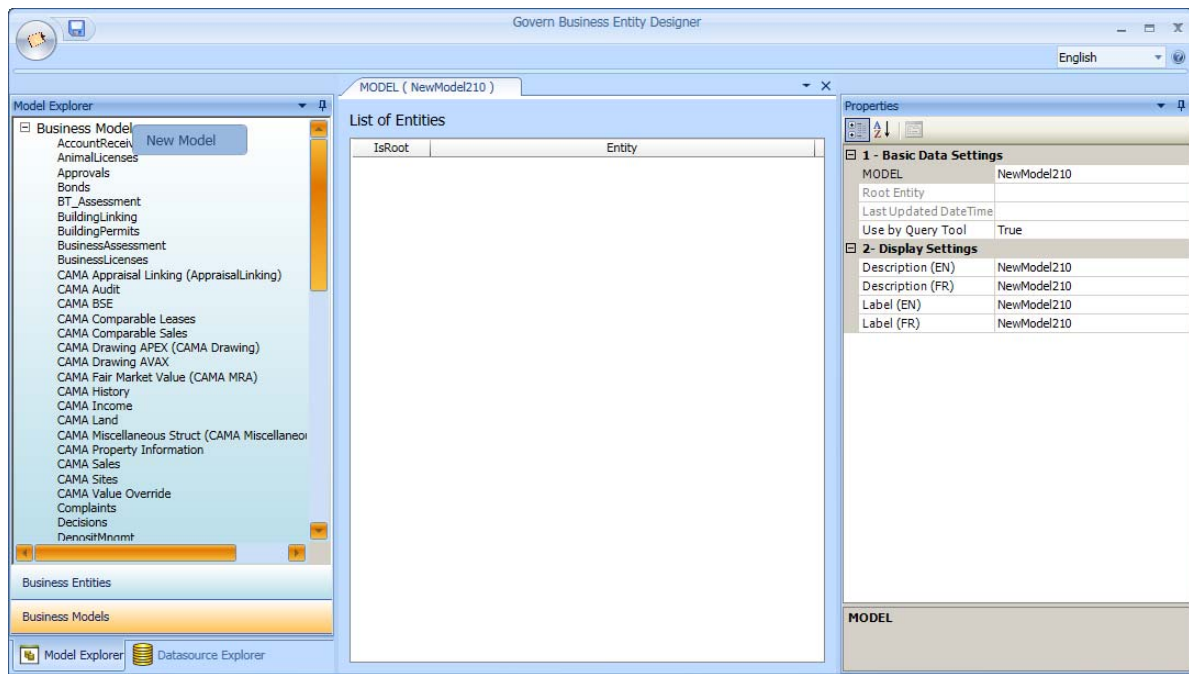 Govern Business Entity Designer
English
Model Explorer
Business Model
New Model
AccountRecei
AnimalLicenses
Approvals
Bonds
BT_Assessment
BuildingLinking
BuildingPermits
BusinessAssessment
BusinessLicenses
CAMA Appraisal Linking (AppraisalLinking)
CAMA Audit
CAMA BSE
CAMA Comparable Leases
CAMA Comparable Sales
CAMA Drawing APEX (CAMA Drawing)
CAMA Drawing AVAX
CAMA Fair Market Value (CAMA MRA)
CAMA History
CAMA Income
CAMA Land
CAMA Miscellaneous Struct (CAMA Miscellaneou
CAMA Property Information
CAMA Sales
CAMA Sites
CAMA Value Override
Complaints
Decisions
DepositMngmt
Business Entities
Business Models
Model Explorer
Datasource Explorer
MODEL ( NewModel210 )
List of Entities
IsRoot Entity
Properties
1 - Basic Data Settings
MODEL NewModel210
Root Entity
Last Updated DateTime
Use by Query Tool True
2- Display Settings
Description (EN) NewModel210
Description (FR) NewModel210
Label (EN) NewModel210
Label (FR) NewModel210
MODEL